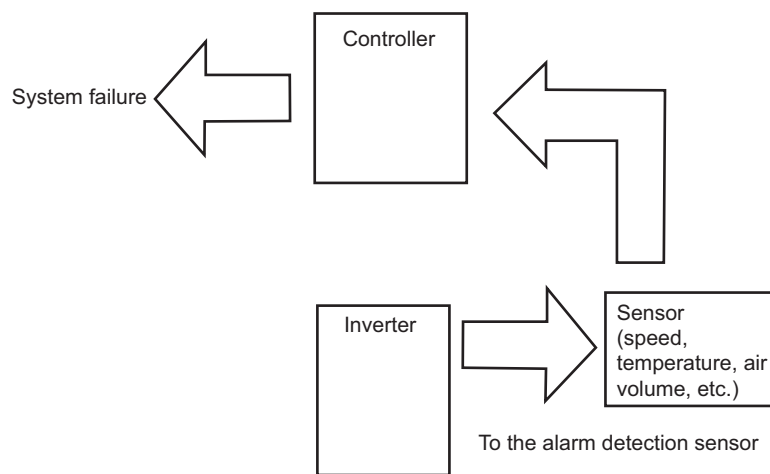 Controller
System failure
Inverter
Sensor
(speed,
temperature, air
volume, etc.)
To the alarm detection sensor